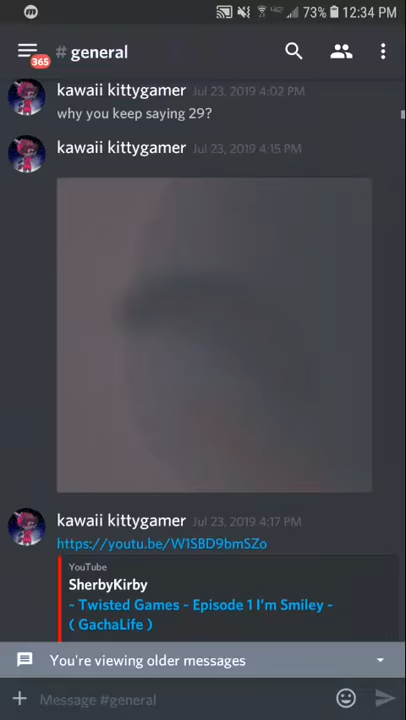 73% 12:34 PM
# general
365
kawaii kittygamer Jul 23, 2019 4:02 PM
why you keep saying 29?
kawaii kittygamer Jul 23, 2019 4:15 PM
kawaii kittygamer Jul 23, 2019 4:17 PM
https://youtu.be/W1SBD9bmSZo
YouTube
SherbyKirby
- Twisted Games - Episode 1 I'm Smiley -
( GachaLife )
You're viewing older messages
Message #general